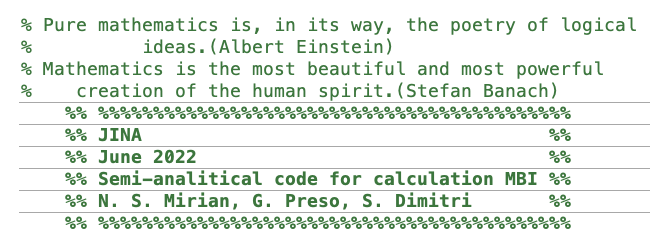 % Pure mathematics is, in its way, the poetry of logical
%          ideas.(Albert Einstein)
% Mathematics is the most beautiful and most powerful
%    creation of the human spirit.(Stefan Banach)
%% %%%%%%%%%%%%%%%%%%%%%%%%%%%%%%%%%%%%%%%%%%%
%% JINA                                     %%
%% June 2022                                %%
%% Semi-analitical code for calculation MBI %%
%% N. S. Mirian, G. Preso, S. Dimitri       %%
%% %%%%%%%%%%%%%%%%%%%%%%%%%%%%%%%%%%%%%%%%%%%